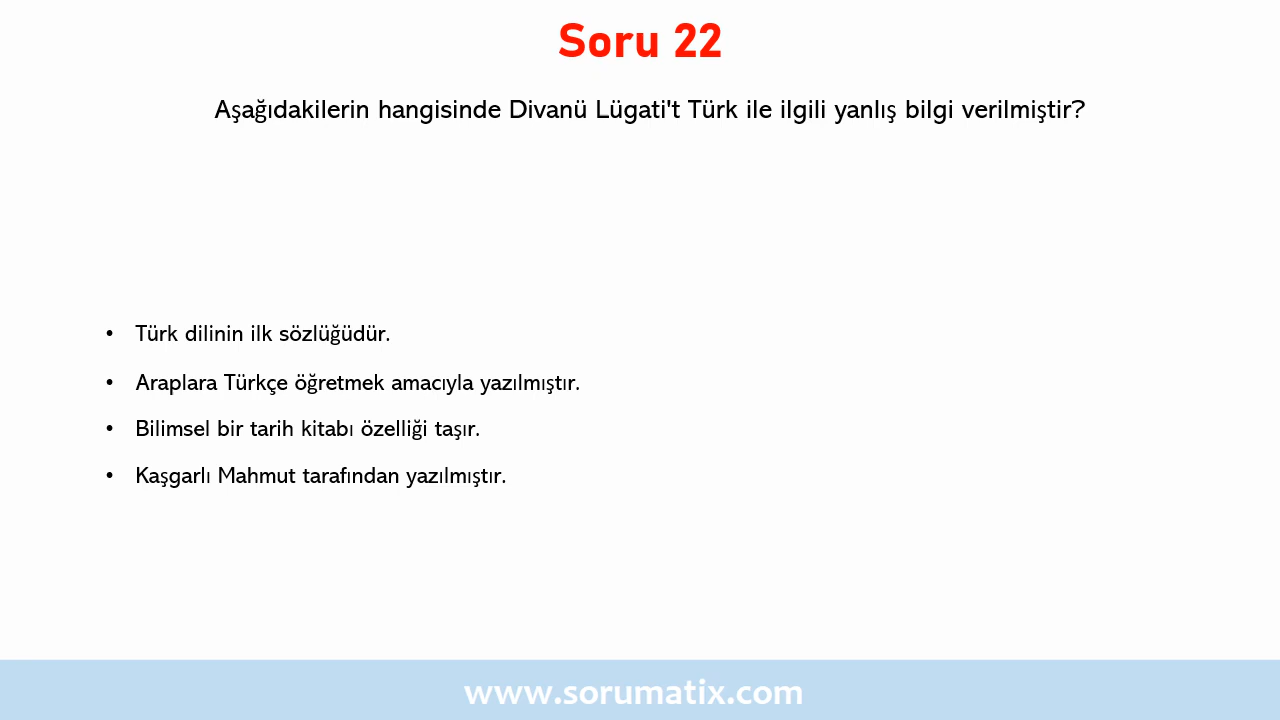 Soru 22
Aşağıdakilerin hangisinde Divanü Lügati't Türk ile ilgili yanlış bilgi verilmiştir?
• Türk dilinin ilk sözlüğüdür.
• Araplara Türkçe öğretmek amacıyla yazılmıştır.
• Bilimsel bir tarih kitabı özelliği taşır.
• Kaşgarlı Mahmut tarafından yazılmıştır.
www.sorumatix.com